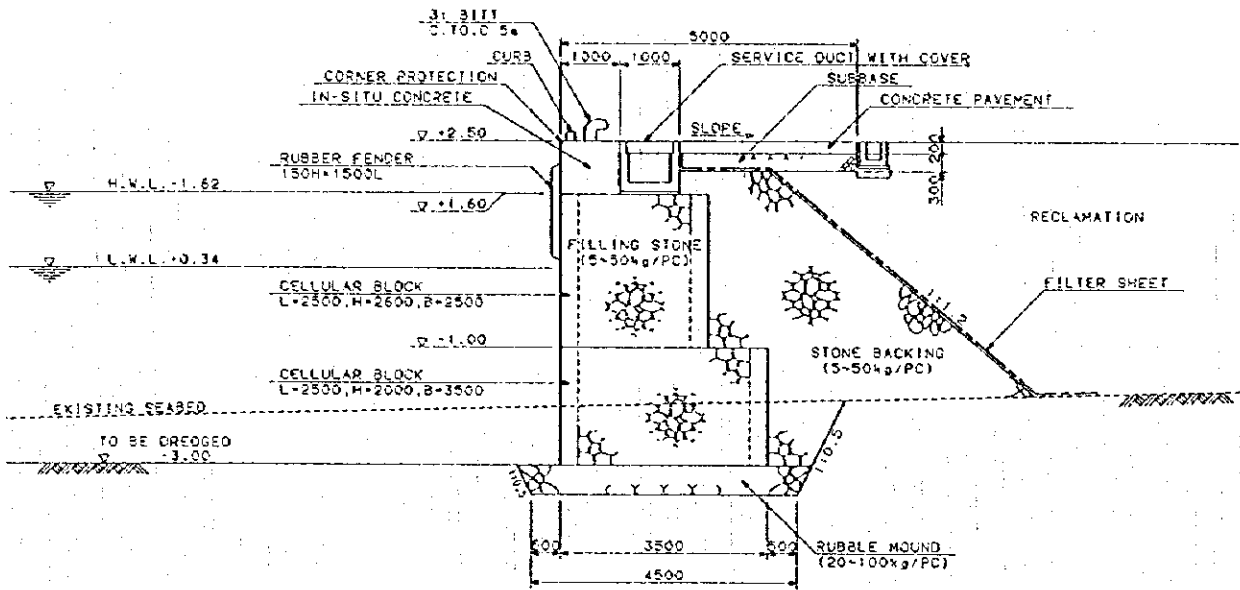 3t BITT
C.TO.C 5m
CURB
CORNER PROTECTION
IN-SITU CONCRETE
5000
1000
1000
SERVICE DUCT WITH COVER
SUBBASE
CONCRETE PAVEMENT
SLOPE
+2.50
200
300
RUBBER FENDER
150H×1500L
H.W.L.+1.62
+1.60
RECLAMATION
FILLING STONE
(5~50kg/PC)
L.W.L.+0.34
CELLULAR BLOCK
L=2500,H=2600,B=2500
1:1.2
FILTER SHEET
-1.00
STONE BACKING
(5~50kg/PC)
CELLULAR BLOCK
L=2500,H=2000,B=3500
EXISTING SEABED
TO BE DREDGED
-3.00
1:0.5
1:0.5
500
3500
500
4500
RUBBLE MOUND
(20~100kg/PC)